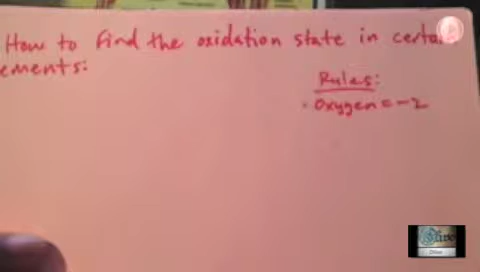 How to find the oxidation state in certa
ements:
Rules:
Oxygen = -2